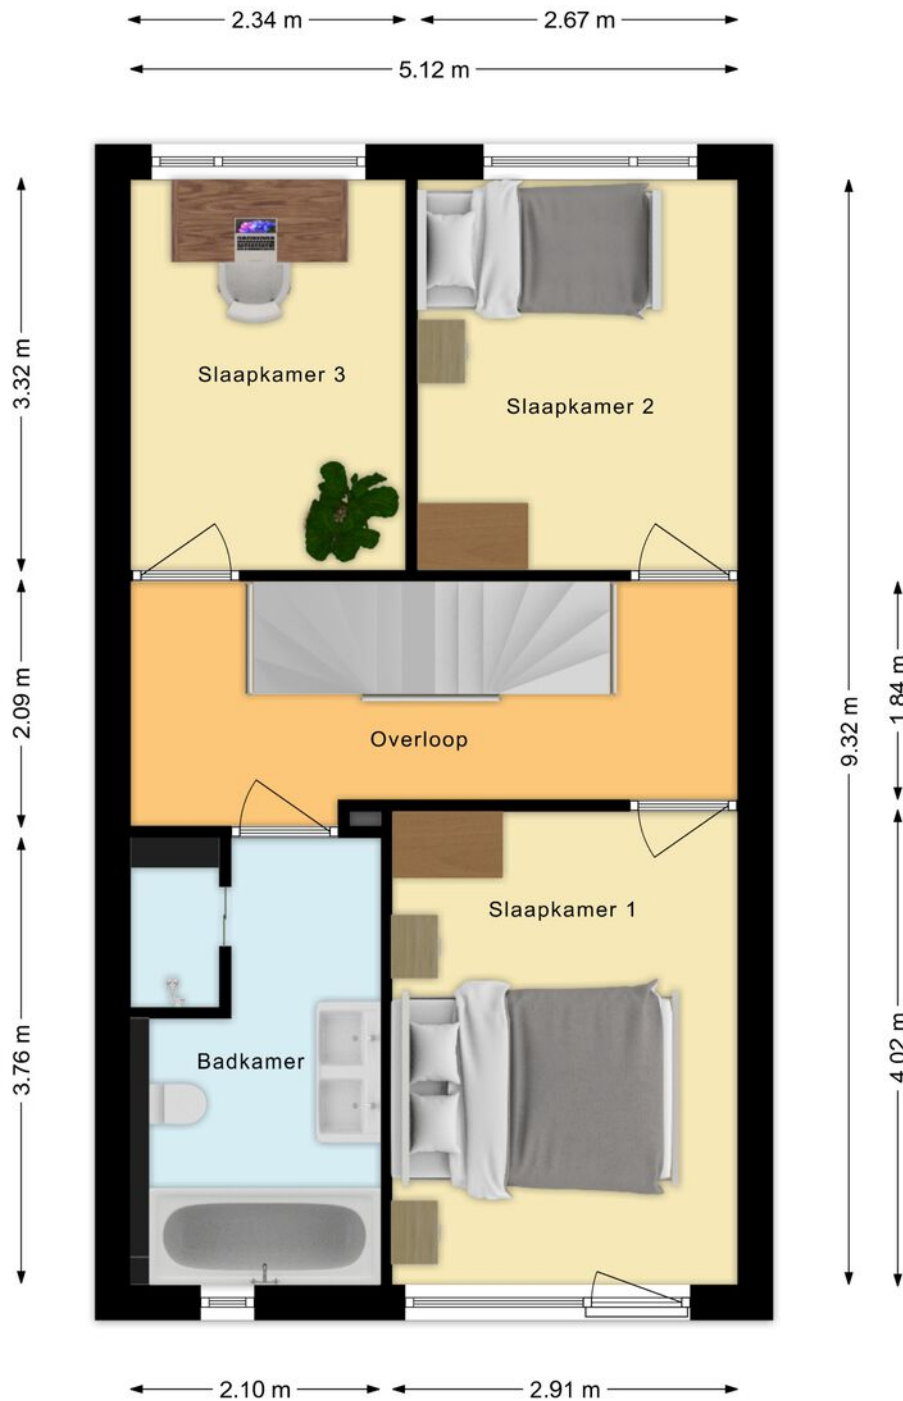 2.34 m
2.67 m
5.12 m
3.32 m
Slaapkamer 3
Slaapkamer 2
2.09 m
1.84 m
9.32 m
Overloop
Slaapkamer 1
3.76 m
4.02 m
Badkamer
2.10 m
2.91 m